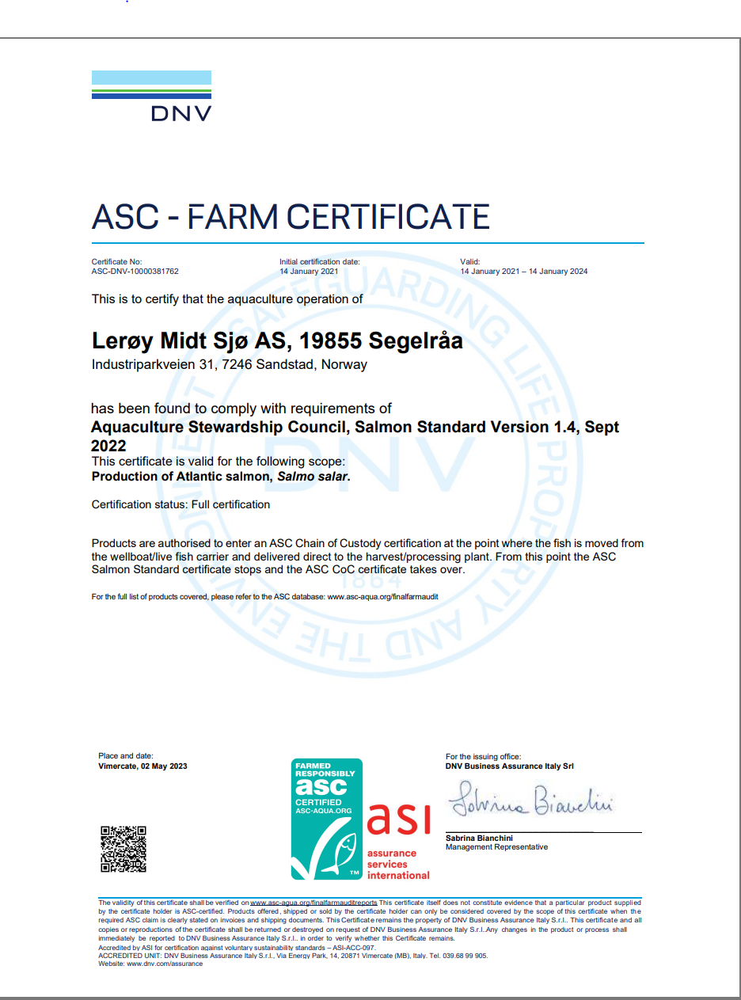 DNV
ASC - FARM CERTIFICATE
Certificate No:
ASC-DNV-10000381762
Initial certification date:
14 January 2021
Valid:
14 January 2021 – 14 January 2024
This is to certify that the aquaculture operation of
Lerøy Midt Sjø AS, 19855 Segelråa
Industriparkveien 31, 7246 Sandstad, Norway
has been found to comply with requirements of
Aquaculture Stewardship Council, Salmon Standard Version 1.4, Sept
2022
This certificate is valid for the following scope:
Production of Atlantic salmon, Salmo salar.
Certification status: Full certification
Products are authorised to enter an ASC Chain of Custody certification at the point where the fish is moved from
the wellboat/live fish carrier and delivered direct to the harvest/processing plant. From this point the ASC
Salmon Standard certificate stops and the ASC CoC certificate takes over.
For the full list of products covered, please refer to the ASC database: www.asc-aqua.org/finalfarmaudit
SAFEGUARDING LIFE PROPERTY AND THE ENVIRONMENT
DNV
1864
Place and date:
Vimercate, 02 May 2023
FARMED
RESPONSIBLY
asc
CERTIFIED
ASC-AQUA.ORG
TM
asi
assurance
services
international
For the issuing office:
DNV Business Assurance Italy Srl
Sabrina Bianchini
Sabrina Bianchini
Management Representative
The validity of this certificate shall be verified on www.asc-aqua.org/finalfarmauditreports This certificate itself does not constitute evidence that a particular product supplied
by the certificate holder is ASC-certified. Products offered, shipped or sold by the certificate holder can only be considered covered by the scope of this certificate when the
required ASC claim is clearly stated on invoices and shipping documents. This Certificate remains the property of DNV Business Assurance Italy S.r.l.. This certificate and all
copies or reproductions of the certificate shall be returned or destroyed on request of DNV Business Assurance Italy S.r.l..Any changes in the product or process shall
immediately be reported to DNV Business Assurance Italy S.r.l.. in order to verify whether this Certificate remains.
Accredited by ASI for certification against voluntary sustainability standards – ASI-ACC-097.
ACCREDITED UNIT: DNV Business Assurance Italy S.r.l., Via Energy Park, 14, 20871 Vimercate (MB), Italy. Tel. 039.68 99 905.
Website: www.dnv.com/assurance